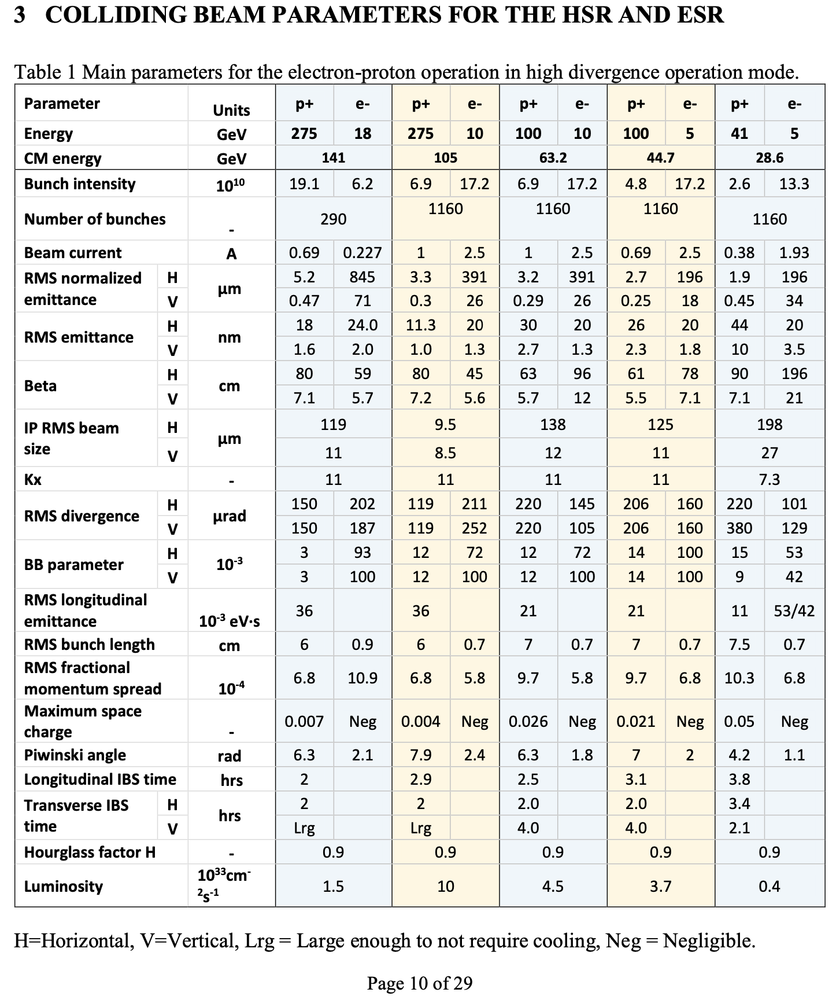 3 COLLIDING BEAM PARAMETERS FOR THE HSR AND ESR
Table 1 Main parameters for the electron-proton operation in high divergence operation mode.
Parameter Units p+ e- p+ e- p+ e- p+ e- p+ e-
Energy GeV 275 18 275 10 100 10 100 5 41 5
CM energy GeV 141 105 63.2 44.7 28.6
Bunch intensity 10¹⁰ 19.1 6.2 6.9 17.2 6.9 17.2 4.8 17.2 2.6 13.3
Number of bunches - 290 1160 1160 1160 1160
Beam current A 0.69 0.227 1 2.5 1 2.5 0.69 2.5 0.38 1.93
RMS normalized emittance µm
H 5.2 845 3.3 391 3.2 391 2.7 196 1.9 196
V 0.47 71 0.3 26 0.29 26 0.25 18 0.45 34
RMS emittance nm
H 18 24.0 11.3 20 30 20 26 20 44 20
V 1.6 2.0 1.0 1.3 2.7 1.3 2.3 1.8 10 3.5
Beta cm
H 80 59 80 45 63 96 61 78 90 196
V 7.1 5.7 7.2 5.6 5.7 12 5.5 7.1 7.1 21
IP RMS beam size µm
H 119 9.5 138 125 198
V 11 8.5 12 11 27
Kx - 11 11 11 11 7.3
RMS divergence µrad
H 150 202 119 211 220 145 206 160 220 101
V 150 187 119 252 220 105 206 160 380 129
BB parameter 10⁻³
H 3 93 12 72 12 72 14 100 15 53
V 3 100 12 100 12 100 14 100 9 42
RMS longitudinal emittance 10⁻³ eV·s 36 36 21 21 11 53/42
RMS bunch length cm 6 0.9 6 0.7 7 0.7 7 0.7 7.5 0.7
RMS fractional momentum spread 10⁻⁴ 6.8 10.9 6.8 5.8 9.7 5.8 9.7 6.8 10.3 6.8
Maximum space charge - 0.007 Neg 0.004 Neg 0.026 Neg 0.021 Neg 0.05 Neg
Piwinski angle rad 6.3 2.1 7.9 2.4 6.3 1.8 7 2 4.2 1.1
Longitudinal IBS time hrs 2 2.9 2.5 3.1 3.8
Transverse IBS time hrs
H 2 2 2.0 2.0 3.4
V Lrg Lrg 4.0 4.0 2.1
Hourglass factor H - 0.9 0.9 0.9 0.9 0.9
Luminosity 10³³cm⁻²s⁻¹ 1.5 10 4.5 3.7 0.4
H=Horizontal, V=Vertical, Lrg = Large enough to not require cooling, Neg = Negligible.
Page 10 of 29